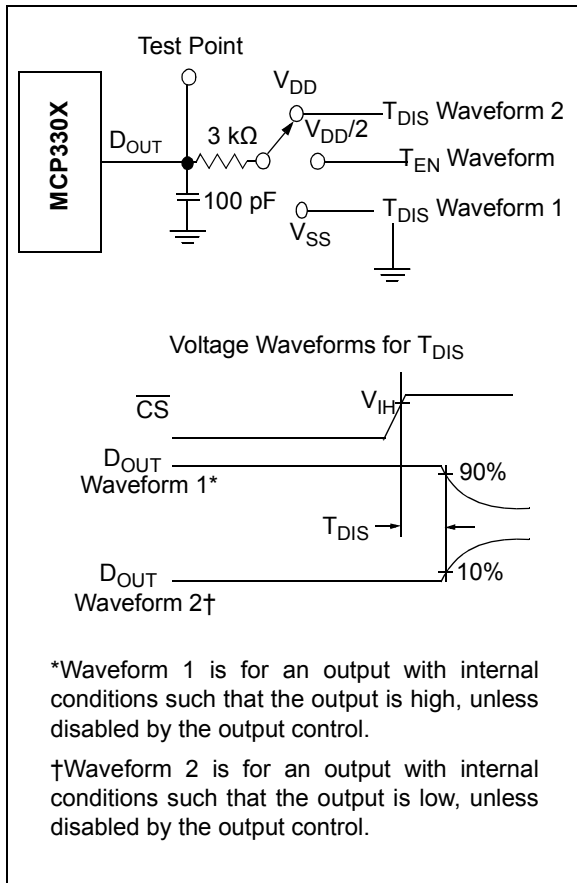 Test Point
MCP330X
DOUT
3 kΩ
100 pF
VDD
TDIS Waveform 2
VDD/2
TEN Waveform
TDIS Waveform 1
VSS
Voltage Waveforms for TDIS
CS
VIH
DOUT
Waveform 1*
90%
TDIS
DOUT
Waveform 2†
10%
*Waveform 1 is for an output with internal
conditions such that the output is high, unless
disabled by the output control.
†Waveform 2 is for an output with internal
conditions such that the output is low, unless
disabled by the output control.